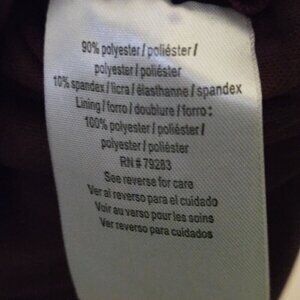 90% polyester / poliéster /
polyester / poliéster
10% spandex / licra / élasthanne / spandex
Lining / forro / doublure / forro:
100% polyester / poliéster /
polyester / poliéster
RN # 79283
See reverse for care
Ver al reverso para el cuidado
Voir au verso pour les soins
Ver reverso para cuidados